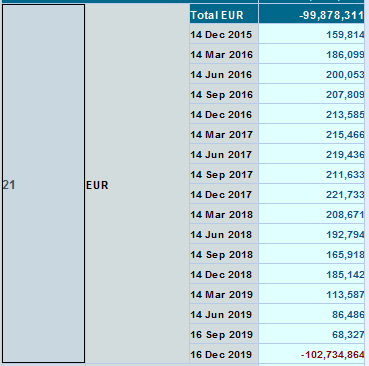 Total EUR -99,878,311
14 Dec 2015 159,814
14 Mar 2016 186,099
14 Jun 2016 200,053
14 Sep 2016 207,809
14 Dec 2016 213,585
14 Mar 2017 215,466
14 Jun 2017 219,436
14 Sep 2017 211,633
21 EUR 14 Dec 2017 221,733
14 Mar 2018 208,671
14 Jun 2018 192,794
14 Sep 2018 165,918
14 Dec 2018 185,142
14 Mar 2019 113,587
14 Jun 2019 86,486
16 Sep 2019 68,327
16 Dec 2019 -102,734,864